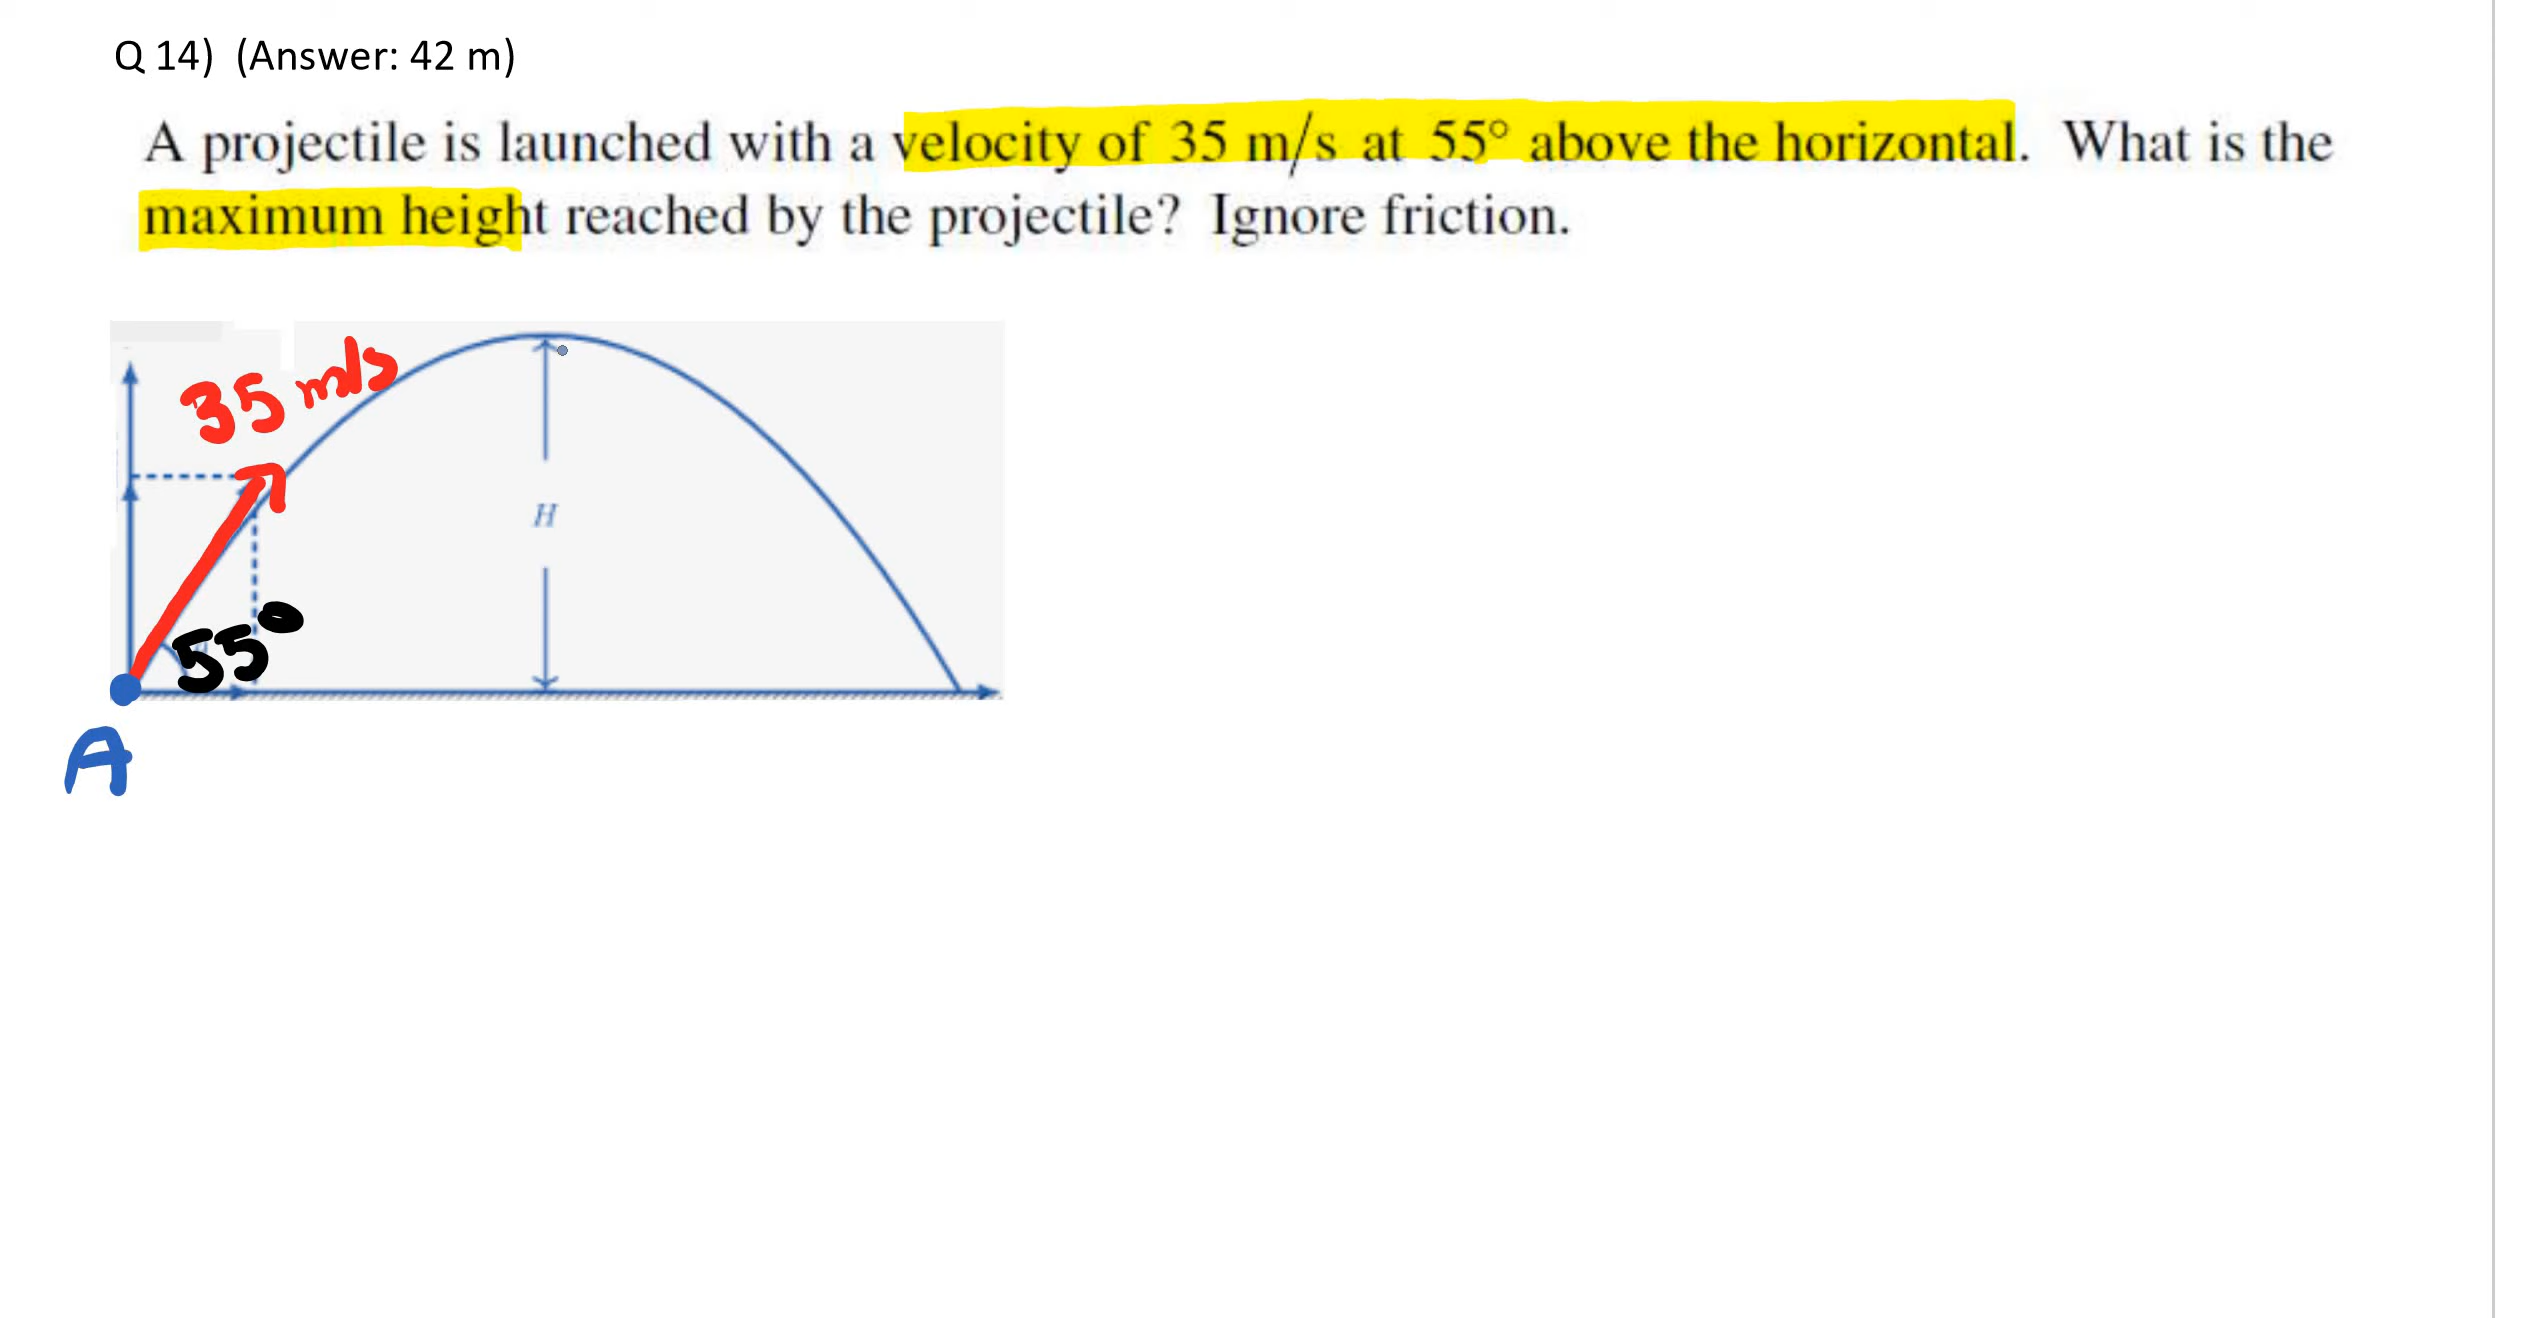 Q 14)  (Answer: 42 m)
A projectile is launched with a velocity of 35 m/s at 55° above the horizontal. What is the
maximum height reached by the projectile? Ignore friction.
35 m/s
H
55°
A